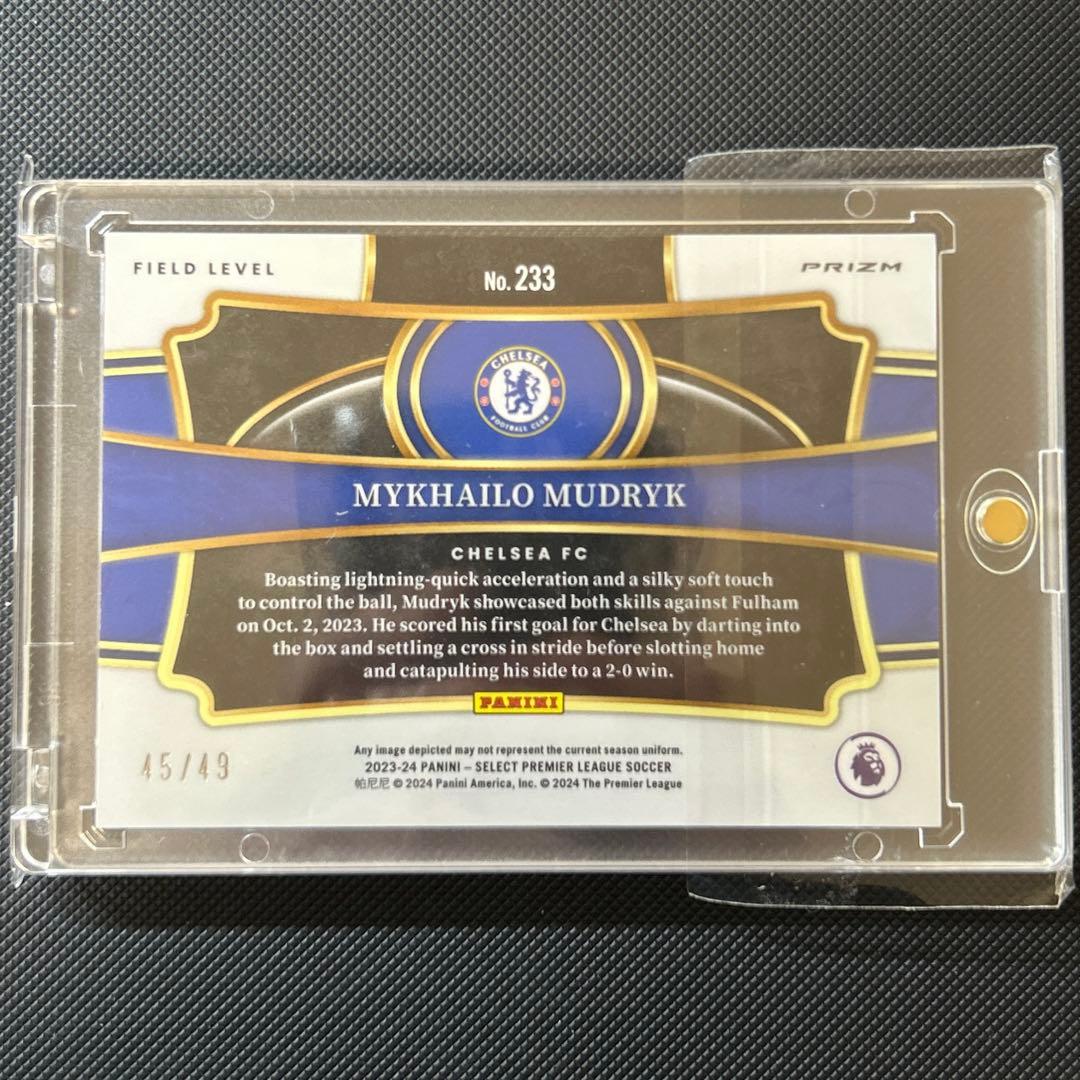 FIELD LEVEL
No. 233
PRIZM
CHELSEA
FOOTBALL CLUB
MYKHAILO MUDRYK
CHELSEA FC
Boasting lightning-quick acceleration and a silky soft touch
to control the ball, Mudryk showcased both skills against Fulham
on Oct. 2, 2023. He scored his first goal for Chelsea by darting into
the box and settling a cross in stride before slotting home
and catapulting his side to a 2-0 win.
PANINI
45/49
Any image depicted may not represent the current season uniform.
2023-24 PANINI – SELECT PREMIER LEAGUE SOCCER
帕尼尼 © 2024 Panini America, Inc. © 2024 The Premier League